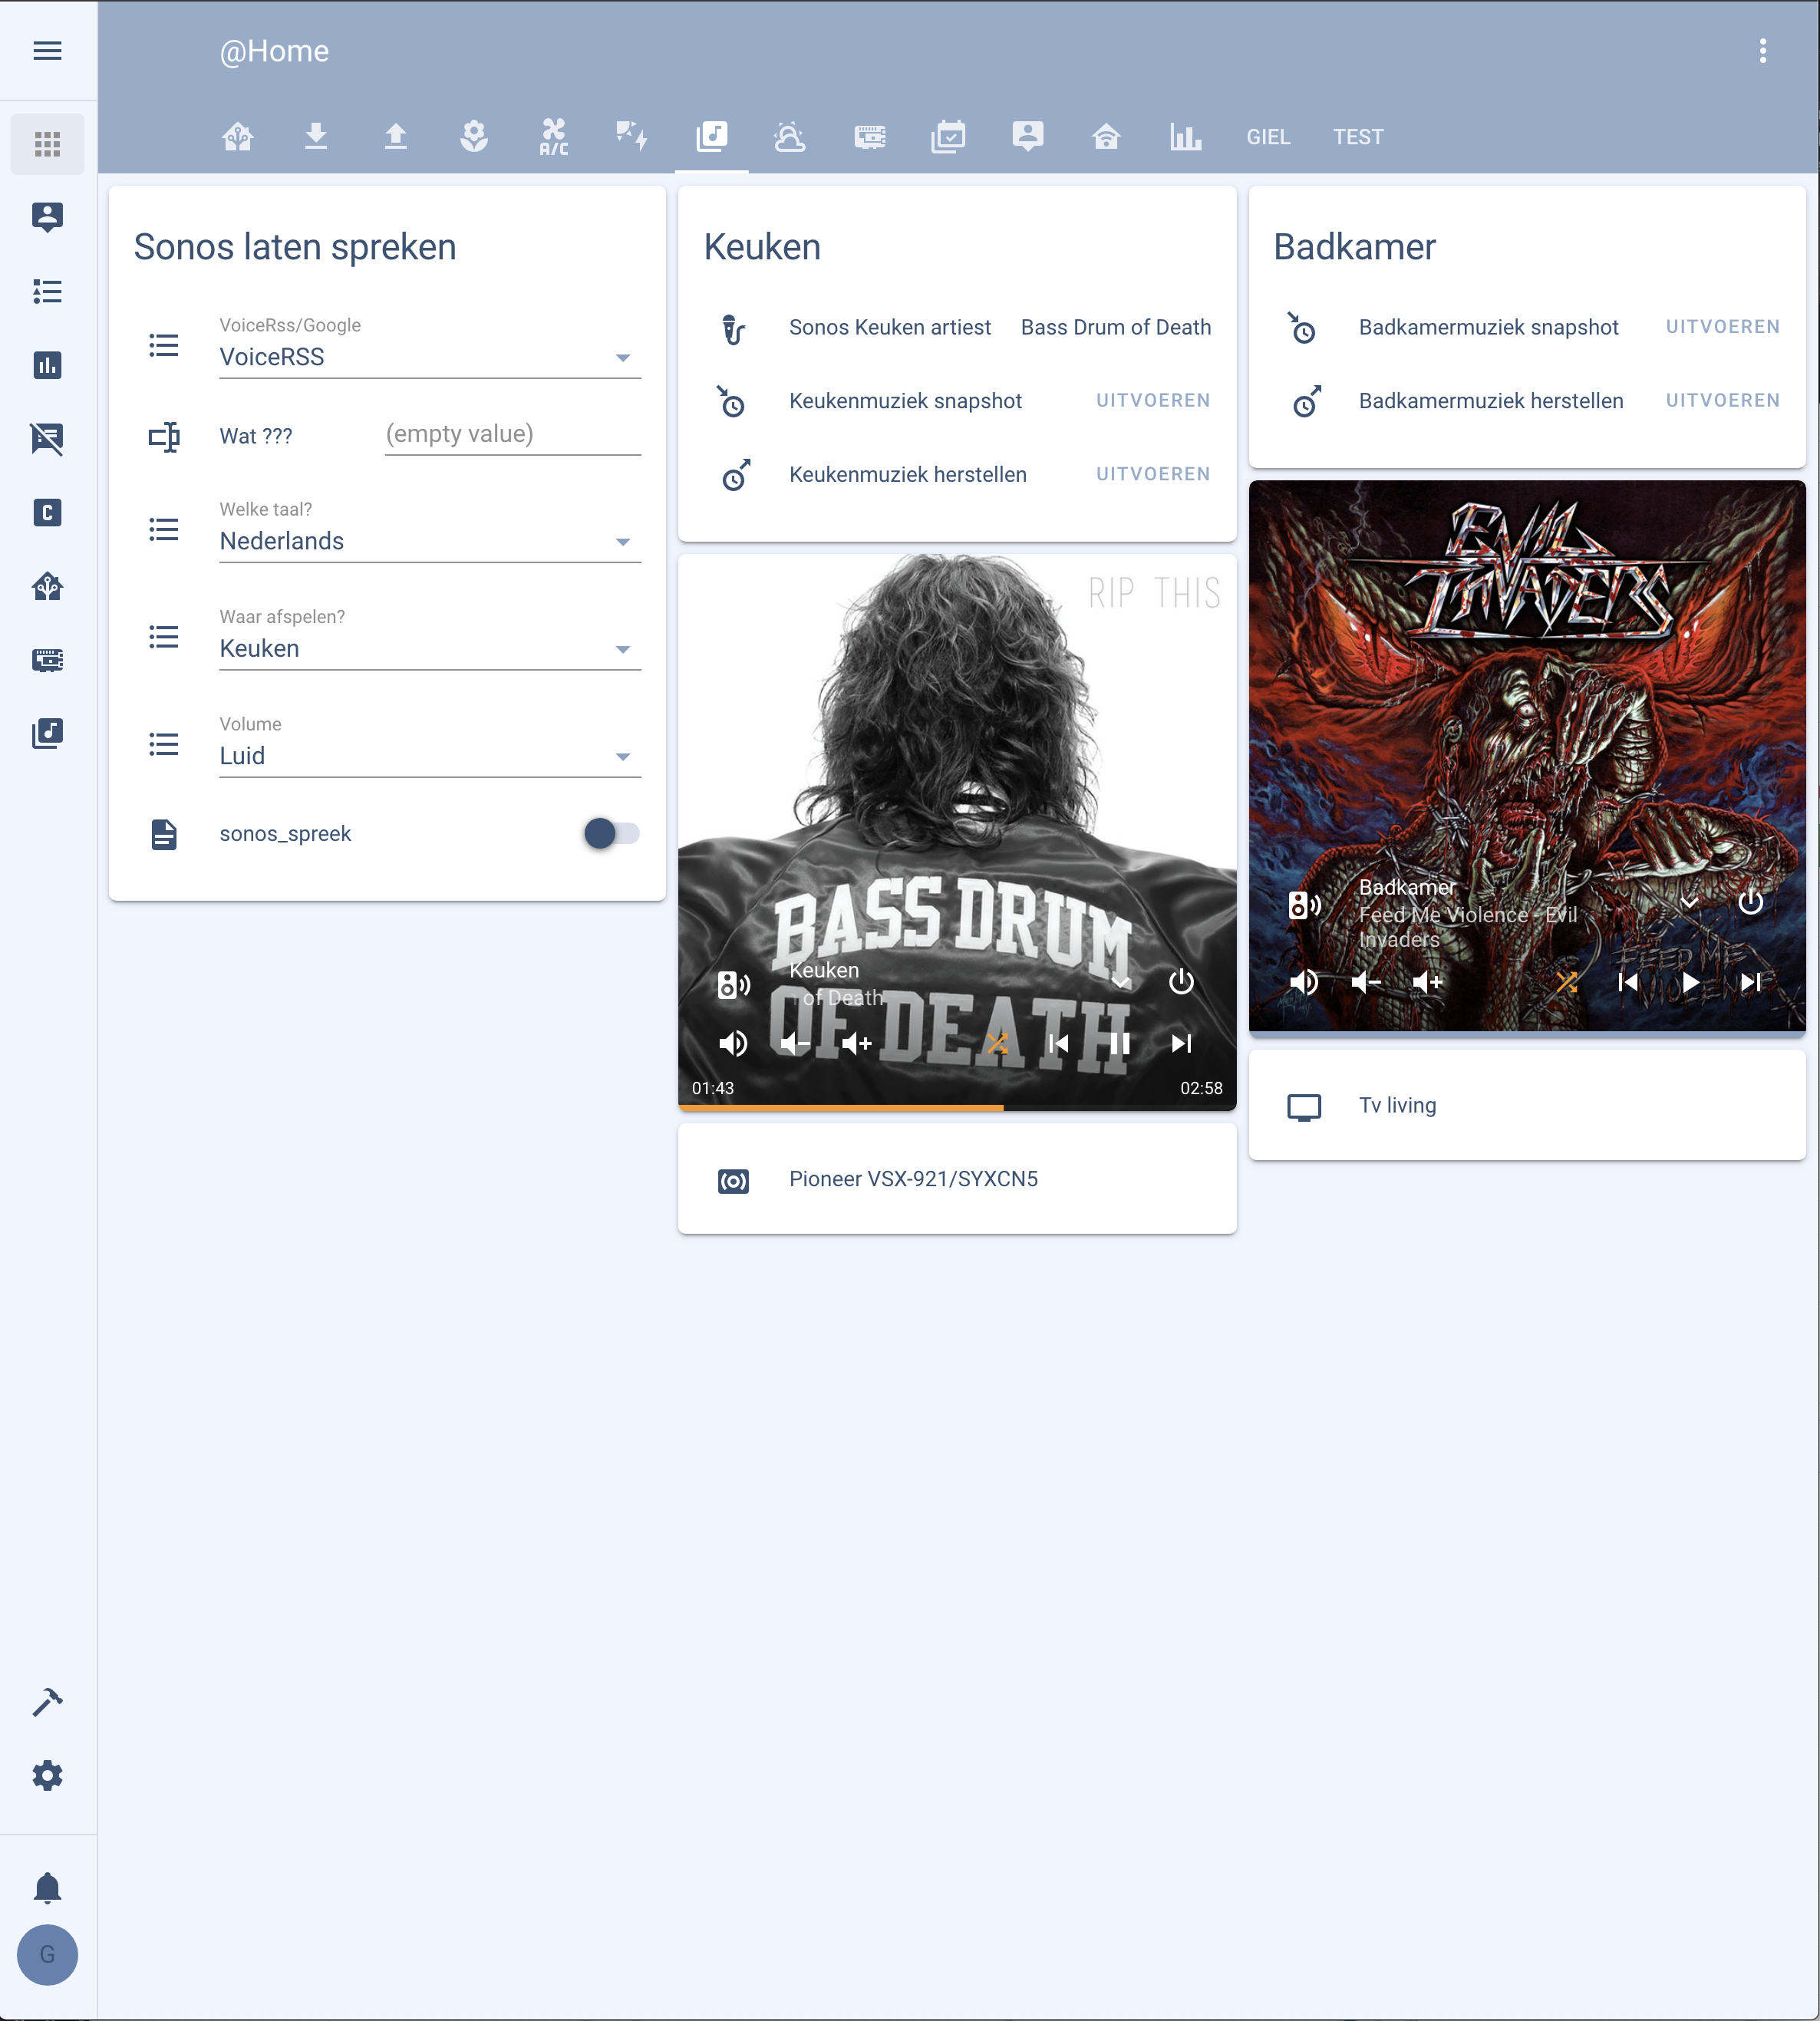 @Home
A/C
GIEL
TEST
Sonos laten spreken
VoiceRss/Google
VoiceRSS
Wat ???
(empty value)
Welke taal?
Nederlands
Waar afspelen?
Keuken
Volume
Luid
sonos_spreek
Keuken
Sonos Keuken artiest
Bass Drum of Death
Keukenmuziek snapshot
UITVOEREN
Keukenmuziek herstellen
UITVOEREN
RIP THIS
BASS DRUM
OF DEATH
Keuken
of Death
01:43
02:58
Pioneer VSX-921/SYXCN5
Badkamer
Badkamermuziek snapshot
UITVOEREN
Badkamermuziek herstellen
UITVOEREN
EVIL
INVADERS
Badkamer
Feed Me Violence - Evil
Invaders
FEED ME
VIOLENCE
Tv living
C
G